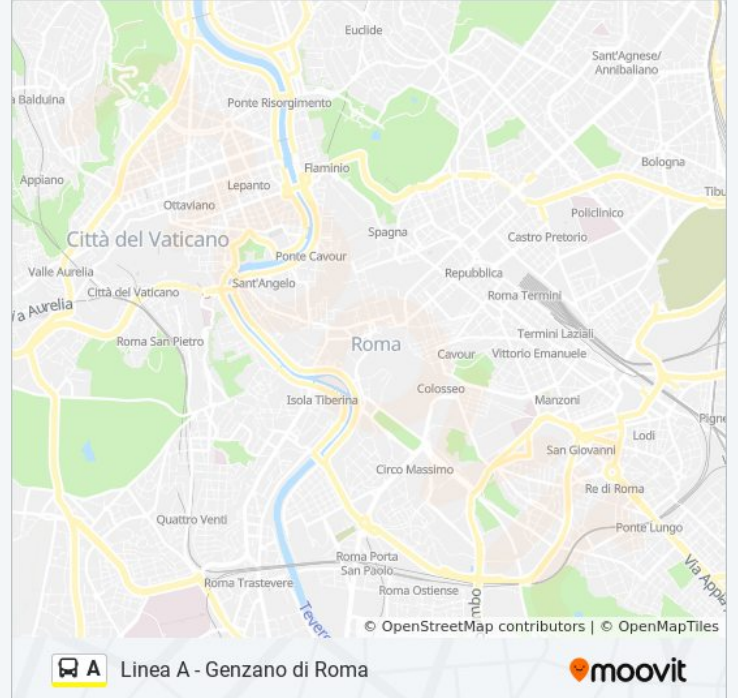 Euclide
Sant'Agnese/
Annibaliano
a Balduina
Ponte Risorgimento
Flaminio
Bologna
Appiano
Lepanto
Tibu
Ottaviano
Policlinico
Spagna
Castro Pretorio
Città del Vaticano
Ponte Cavour
Valle Aurelia
Repubblica
Sant'Angelo
Città del Vaticano
Roma Termini
a Aurelia
Termini Laziali
Roma San Pietro
Roma
Cavour
Vittorio Emanuele
Colosseo
Isola Tiberina
Manzoni
Pigne
Lodi
San Giovanni
Circo Massimo
Re di Roma
Quattro Venti
Ponte Lungo
Roma Porta
San Paolo
Via Appia
Roma Trastevere
Roma Ostiense
mbo
Tevere
© OpenStreetMap contributors | © OpenMapTiles
A Linea A - Genzano di Roma
moovit